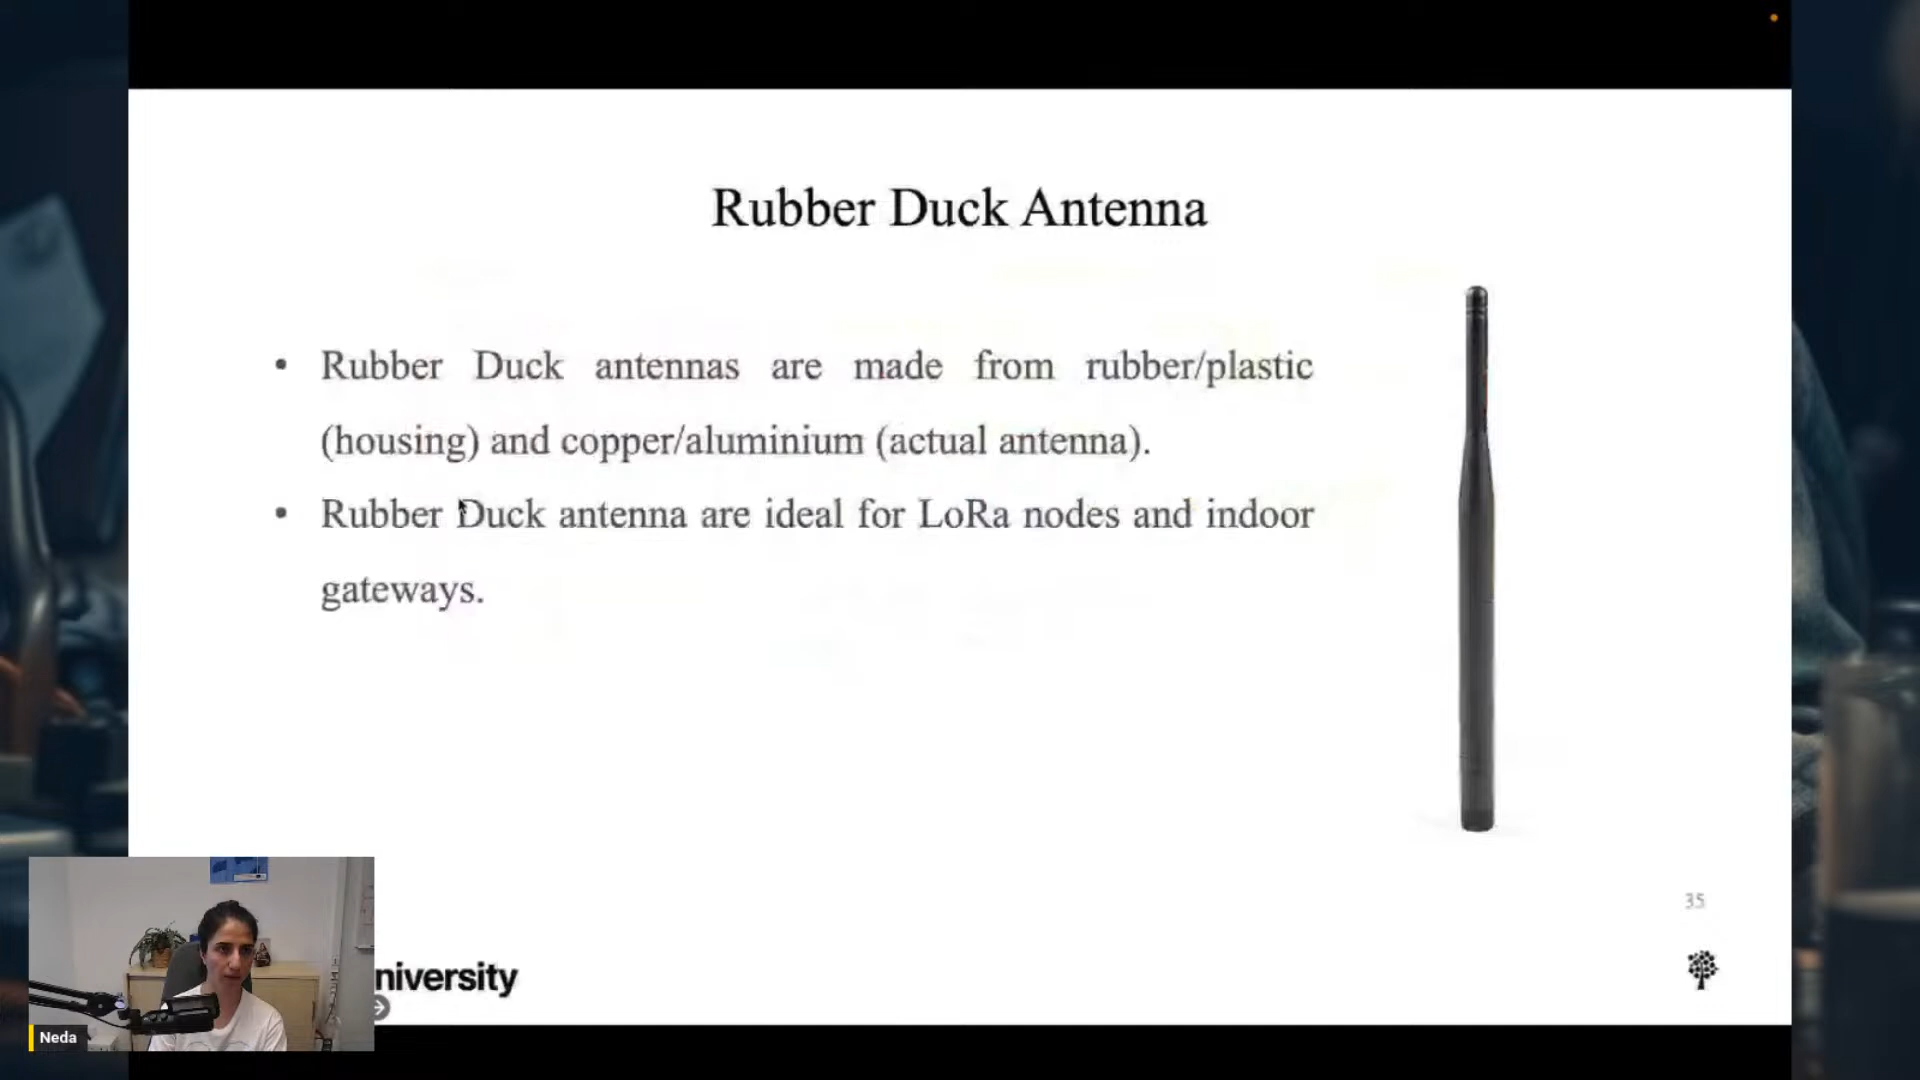 Rubber Duck Antenna
• Rubber Duck antennas are made from rubber/plastic
(housing) and copper/aluminium (actual antenna).
• Rubber Duck antenna are ideal for LoRa nodes and indoor
gateways.
35
niversity
Neda